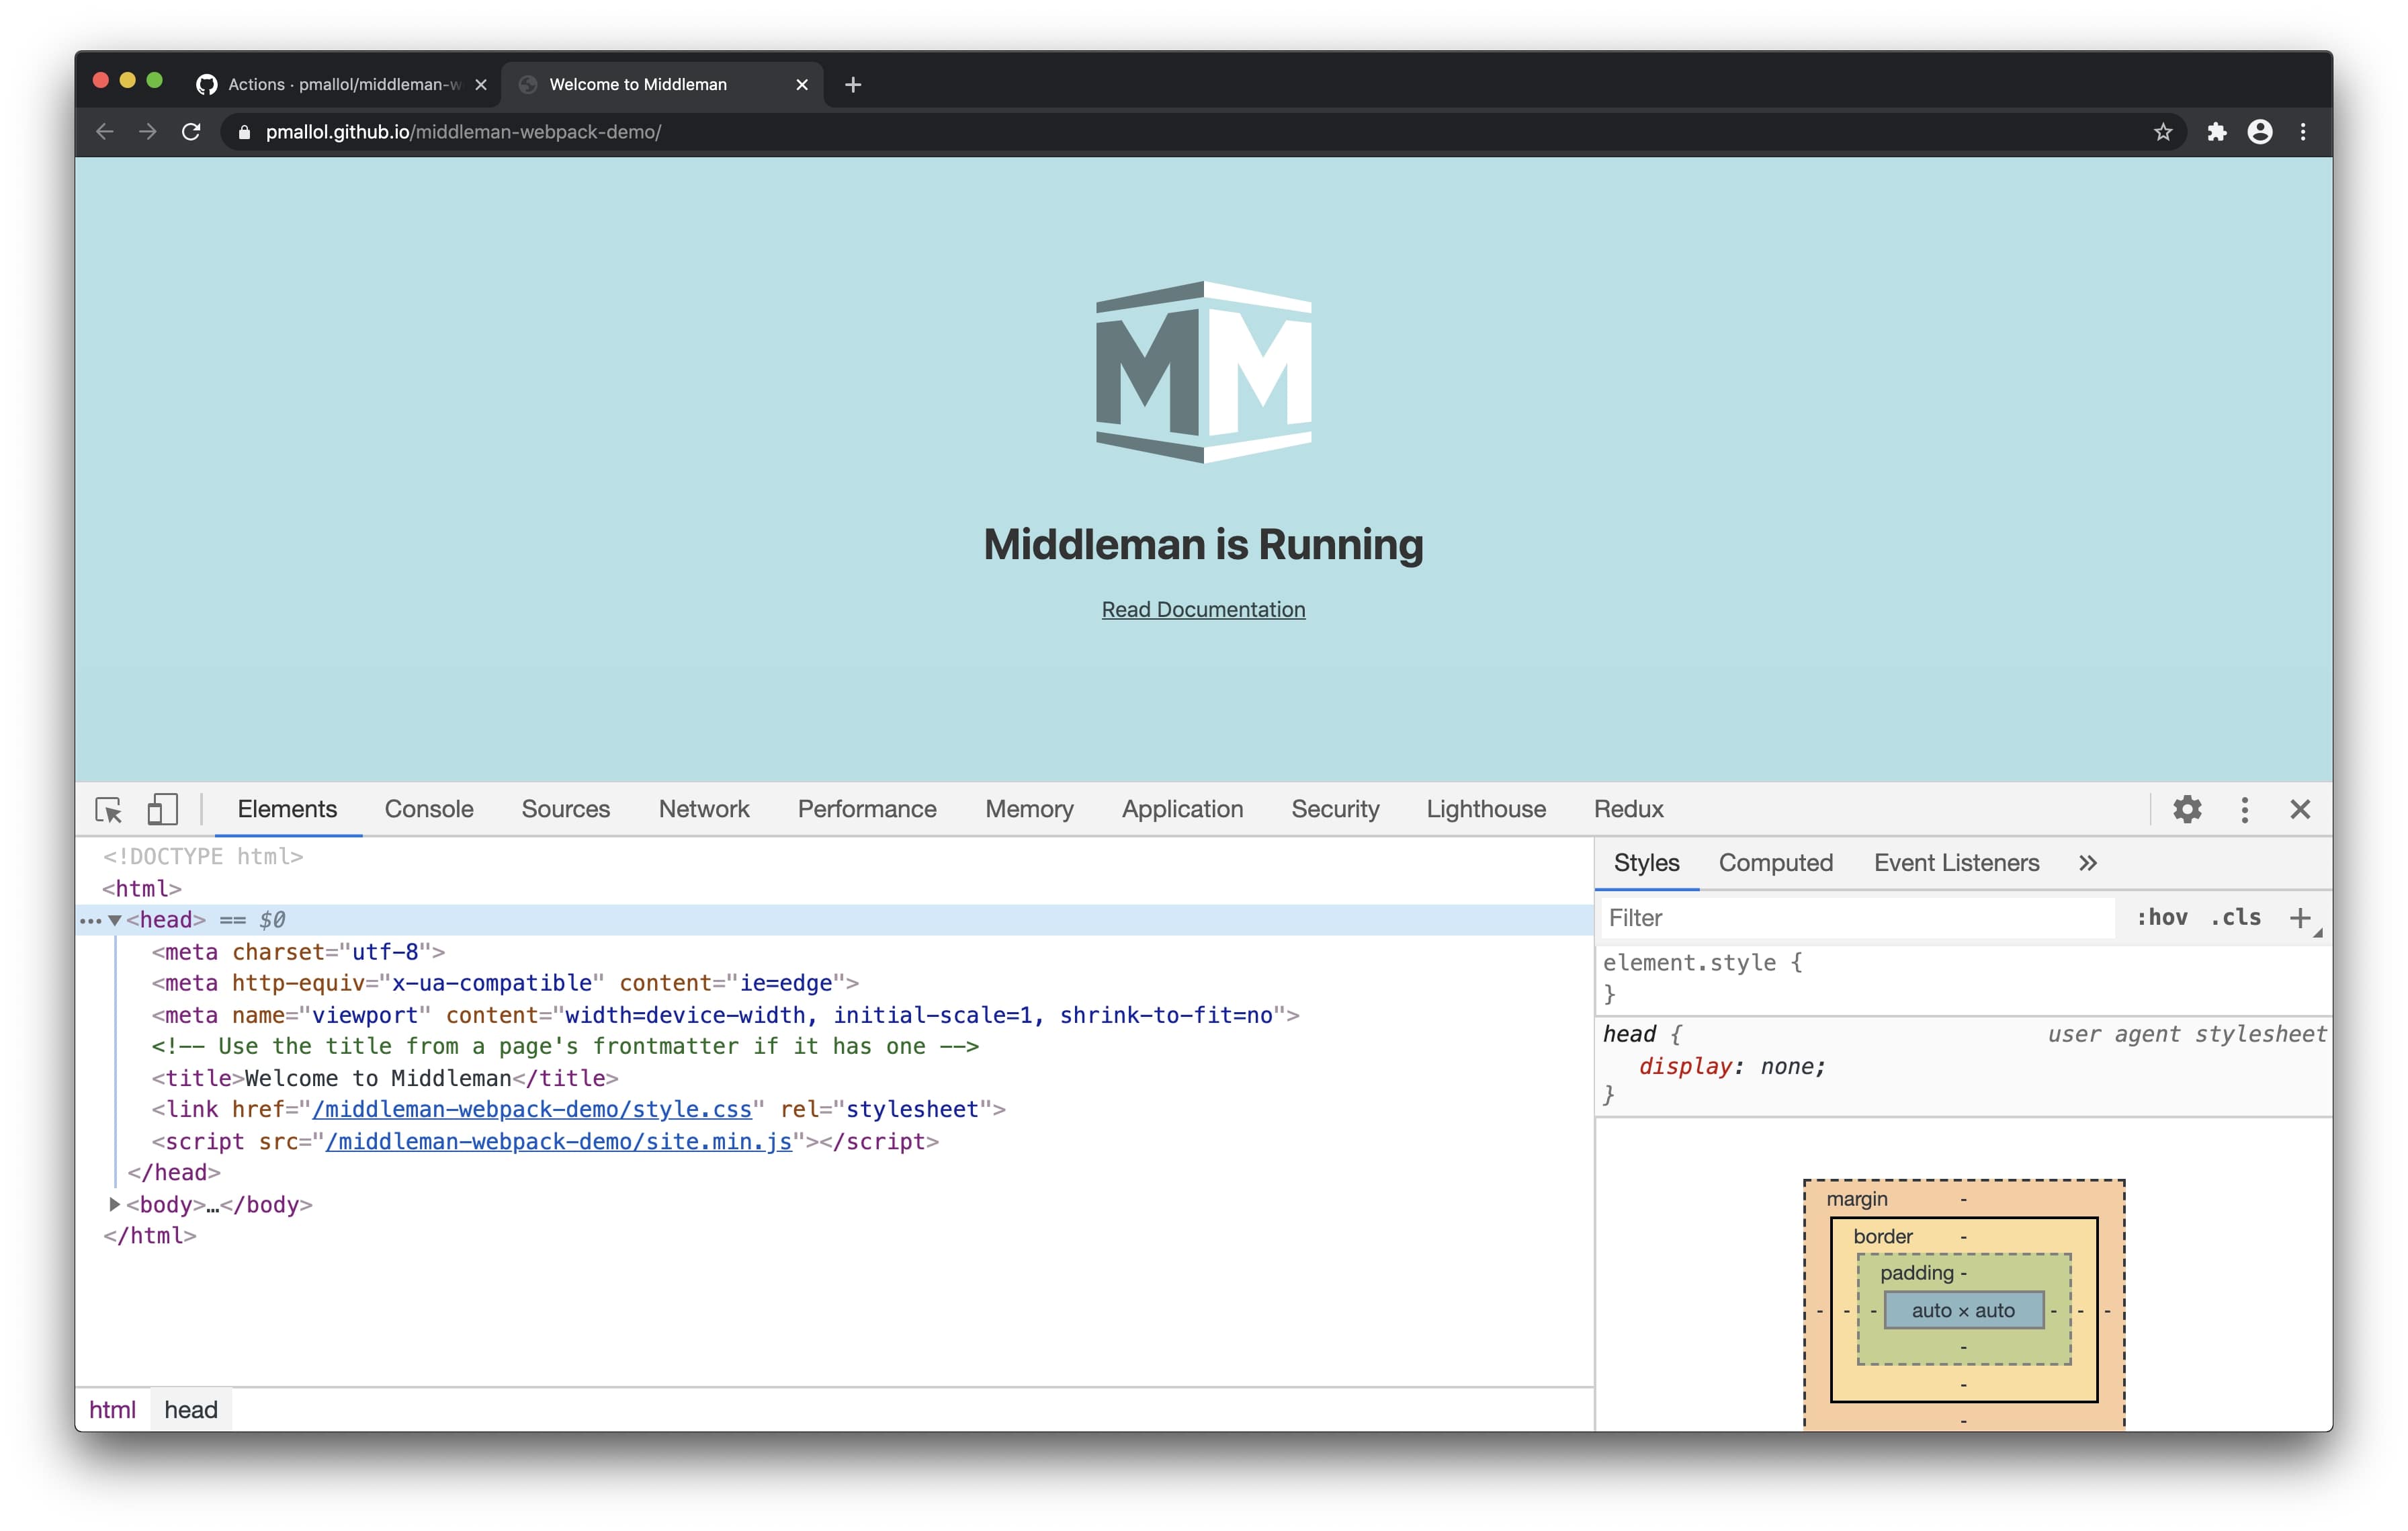 Actions · pmallol/middleman-w
Welcome to Middleman
pmallol.github.io/middleman-webpack-demo/
MM
Middleman is Running
Read Documentation
Elements Console Sources Network Performance Memory Application Security Lighthouse Redux
<!DOCTYPE html>
<html>
… <head> == $0
<meta charset="utf-8">
<meta http-equiv="x-ua-compatible" content="ie=edge">
<meta name="viewport" content="width=device-width, initial-scale=1, shrink-to-fit=no">
<!-- Use the title from a page's frontmatter if it has one -->
<title>Welcome to Middleman</title>
<link href="/middleman-webpack-demo/style.css" rel="stylesheet">
<script src="/middleman-webpack-demo/site.min.js"></script>
</head>
<body>…</body>
</html>
html head
Styles Computed Event Listeners »
Filter :hov .cls +
element.style {
}
head { user agent stylesheet
display: none;
}
margin -
border -
padding -
- - - auto × auto - - -
-
-
-